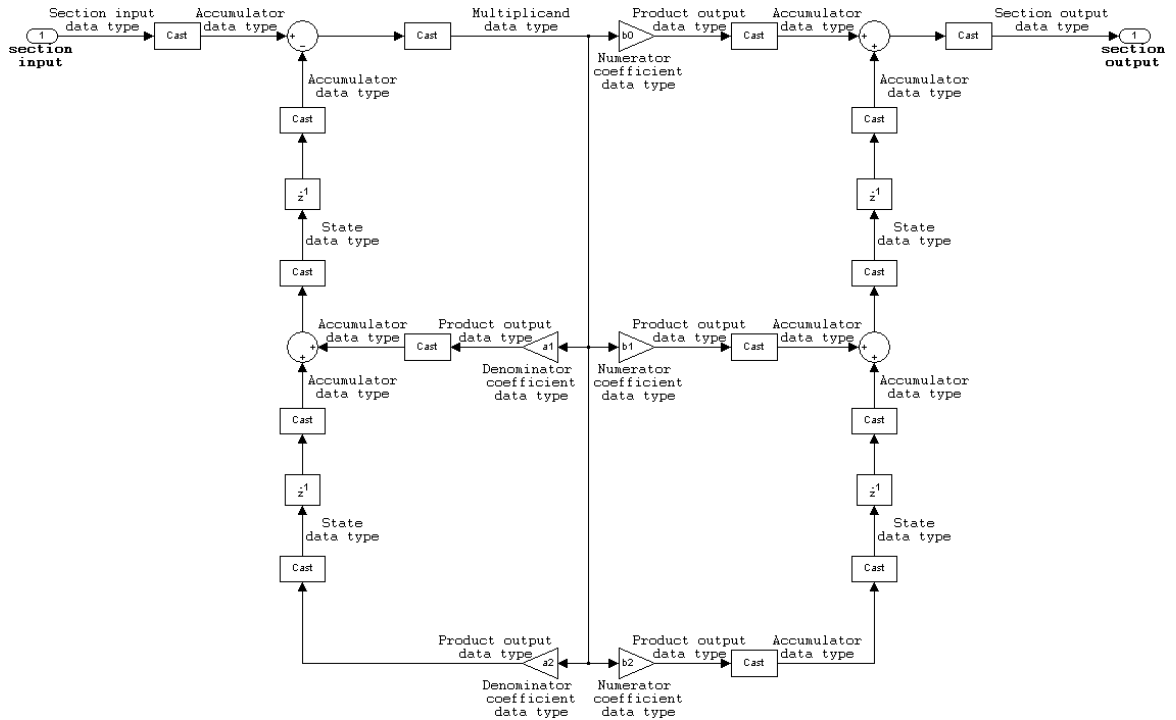 Section input
data type
Accumulator
data type
Multiplicand
data type
Product output
data type
Accumulator
data type
Section output
data type
1
section
input
Cast
+
−
Cast
b0
Cast
+
+
Cast
1
section
output
Numerator
coefficient
data type
Accumulator
data type
Accumulator
data type
Cast
Cast
z-1
z-1
State
data type
State
data type
Cast
Cast
Accumulator
data type
Product output
data type
Product output
data type
Accumulator
data type
+
+
Cast
a1
b1
Cast
+
+
Denominator
coefficient
data type
Numerator
coefficient
data type
Accumulator
data type
Accumulator
data type
Cast
Cast
z-1
z-1
State
data type
State
data type
Cast
Cast
Product output
data type
Product output
data type
Accumulator
data type
a2
b2
Cast
Denominator
coefficient
data type
Numerator
coefficient
data type